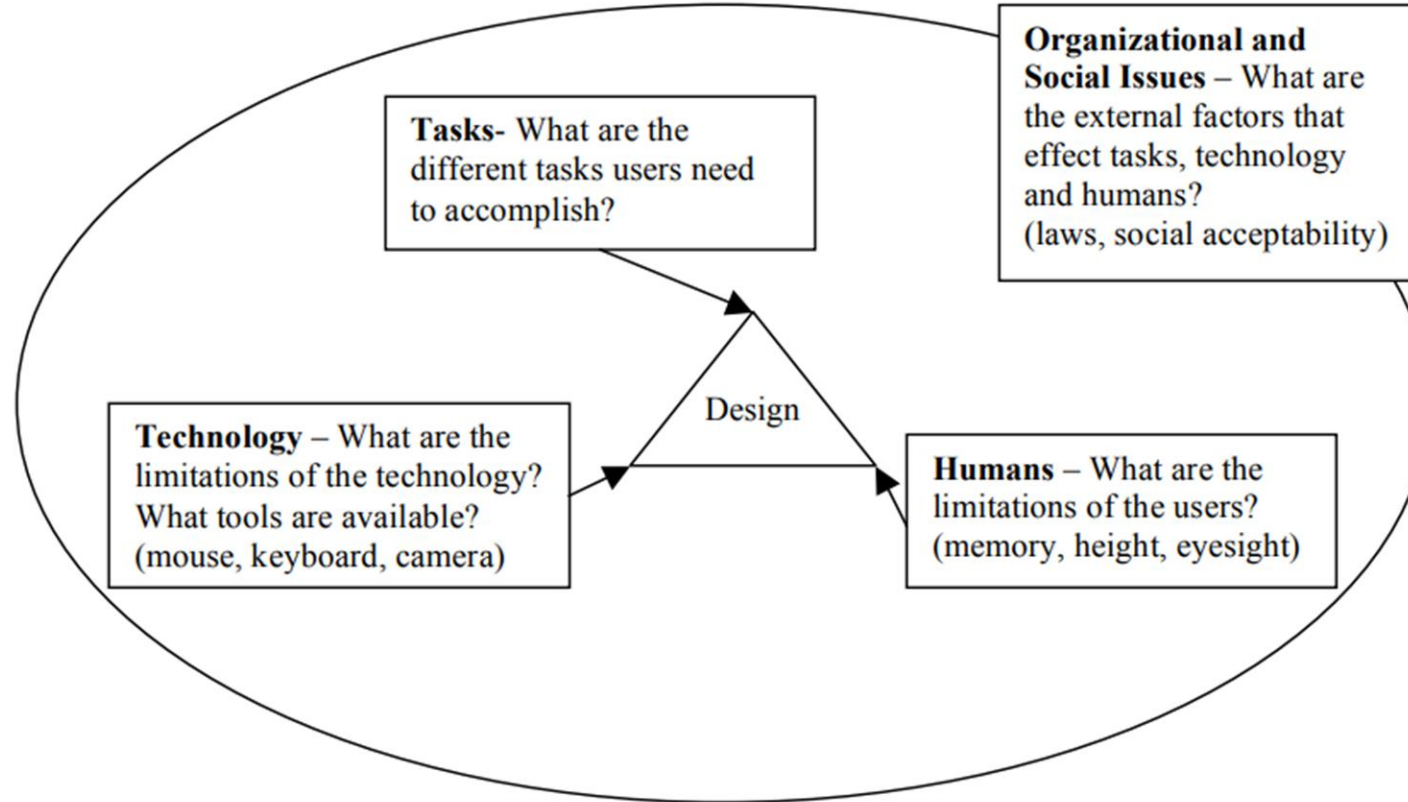 Organizational and
Social Issues – What are
the external factors that
effect tasks, technology
and humans?
(laws, social acceptability)
Tasks- What are the
different tasks users need
to accomplish?
Design
Technology – What are the
limitations of the technology?
What tools are available?
(mouse, keyboard, camera)
Humans – What are the
limitations of the users?
(memory, height, eyesight)